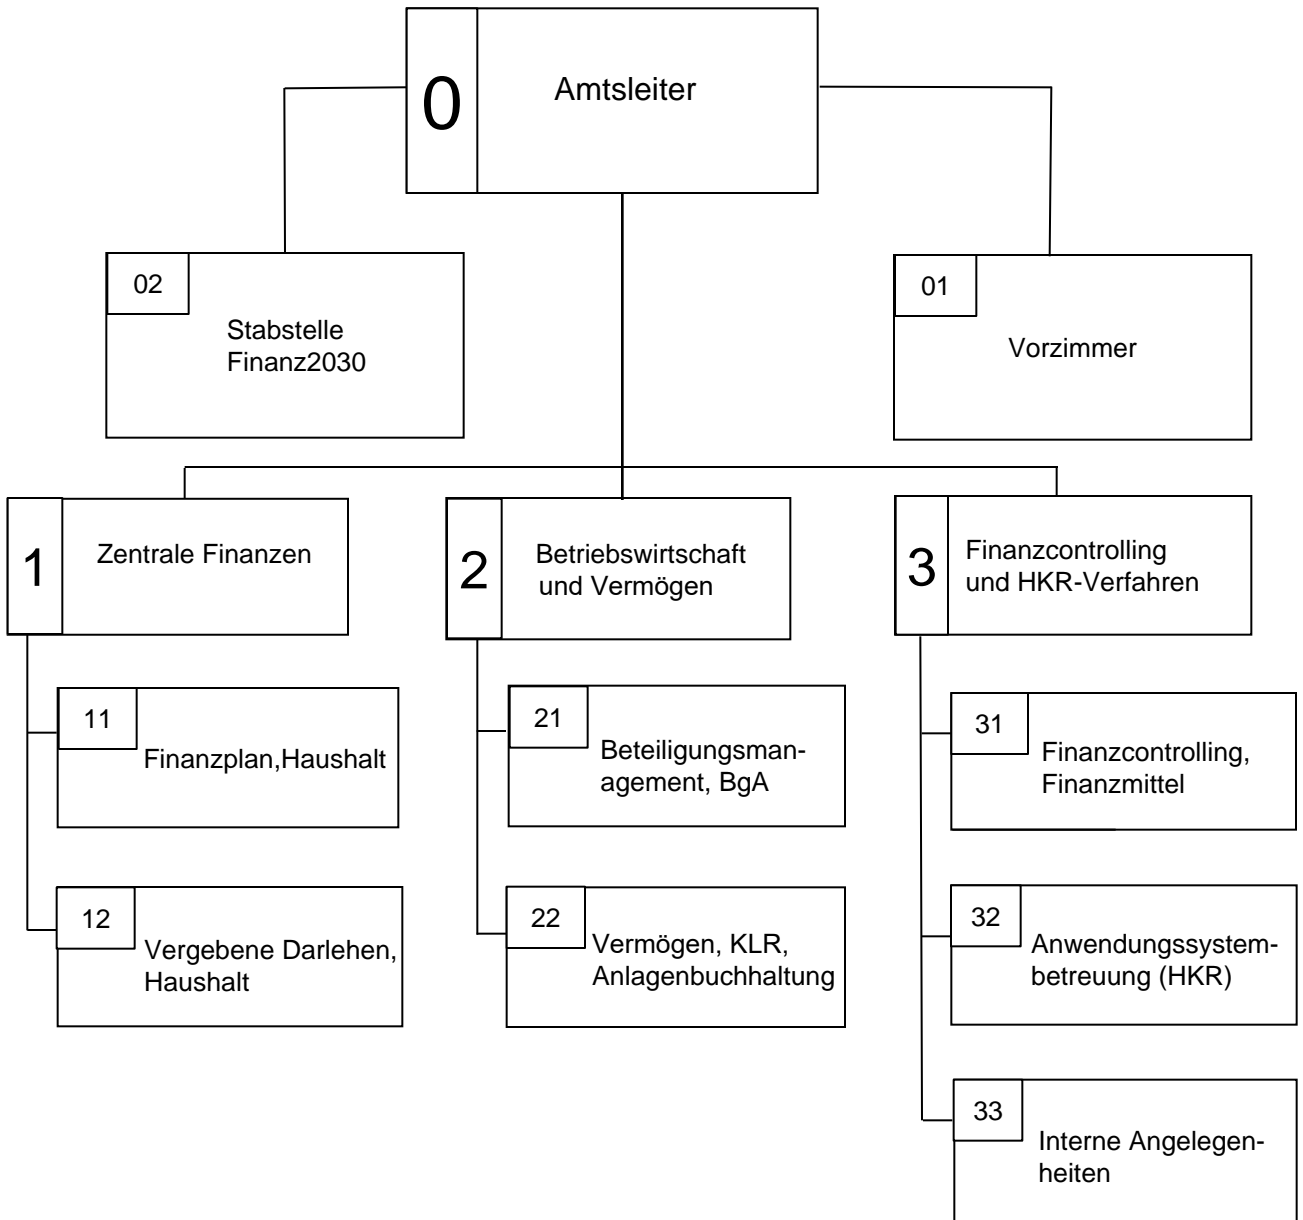 0
Amtsleiter
02
Stabstelle
Finanz2030
01
Vorzimmer
1
Zentrale Finanzen
2
Betriebswirtschaft
und Vermögen
3
Finanzcontrolling
und HKR-Verfahren
11
Finanzplan,Haushalt
12
Vergebene Darlehen,
Haushalt
21
Beteiligungsman-
agement, BgA
22
Vermögen, KLR,
Anlagenbuchhaltung
31
Finanzcontrolling,
Finanzmittel
32
Anwendungssystem-
betreuung (HKR)
33
Interne Angelegen-
heiten